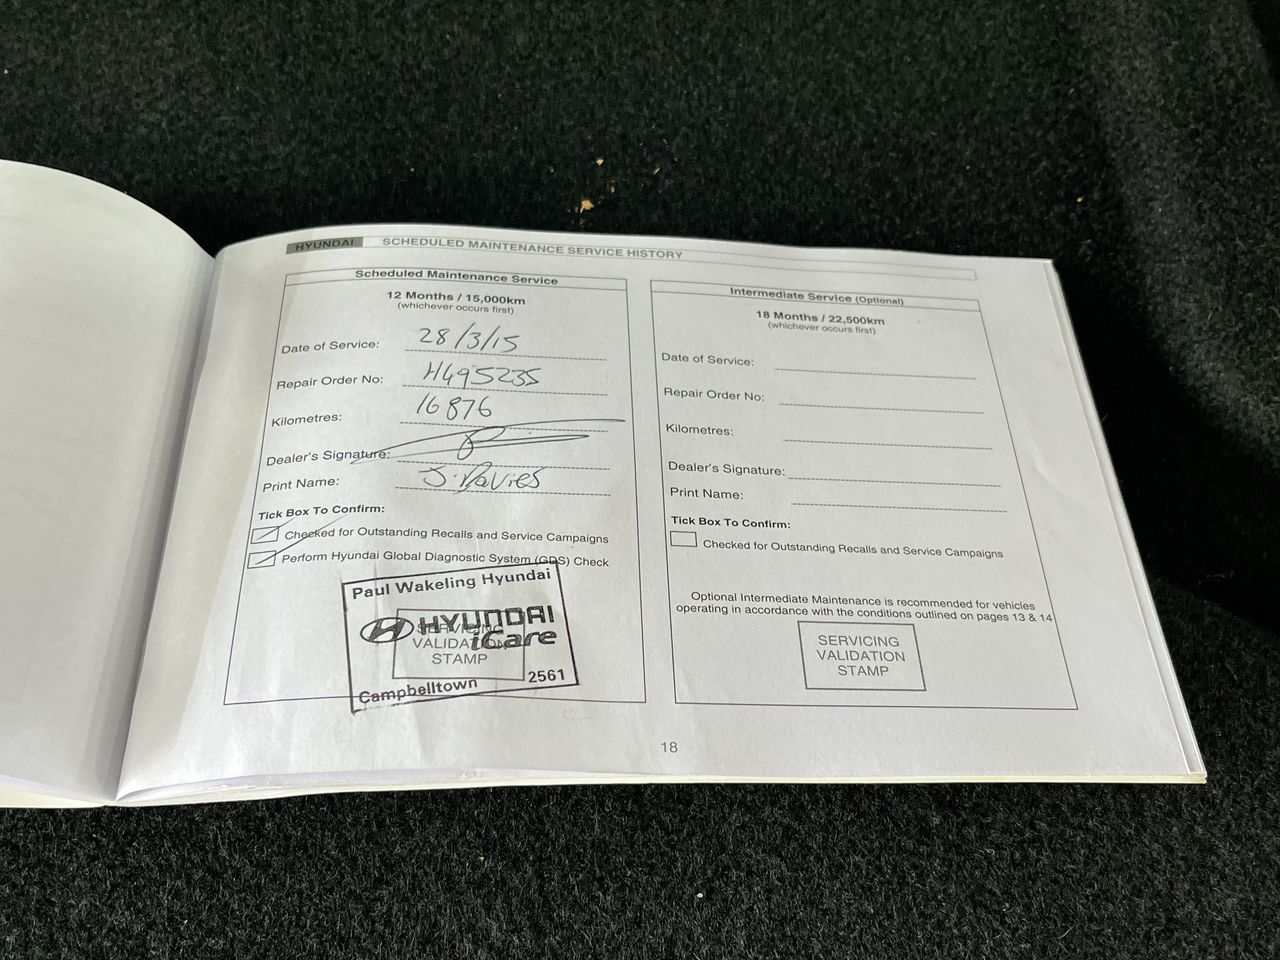 HYUNDAI SCHEDULED MAINTENANCE SERVICE HISTORY
Scheduled Maintenance Service
12 Months / 15,000km
(whichever occurs first)
Date of Service: 28/3/15
Repair Order No: H495235
Kilometres: 16876
Dealer's Signature:
Print Name: J. Davies
Tick Box To Confirm:
Checked for Outstanding Recalls and Service Campaigns
Perform Hyundai Global Diagnostic System (GDS) Check
Paul Wakeling Hyundai
HYUNDAI
iCare
SERVICING
VALIDATION
STAMP
Campbelltown 2561
Intermediate Service (Optional)
18 Months / 22,500km
(whichever occurs first)
Date of Service:
Repair Order No:
Kilometres:
Dealer's Signature:
Print Name:
Tick Box To Confirm:
Checked for Outstanding Recalls and Service Campaigns
Optional Intermediate Maintenance is recommended for vehicles
operating in accordance with the conditions outlined on pages 13 & 14
SERVICING
VALIDATION
STAMP
18